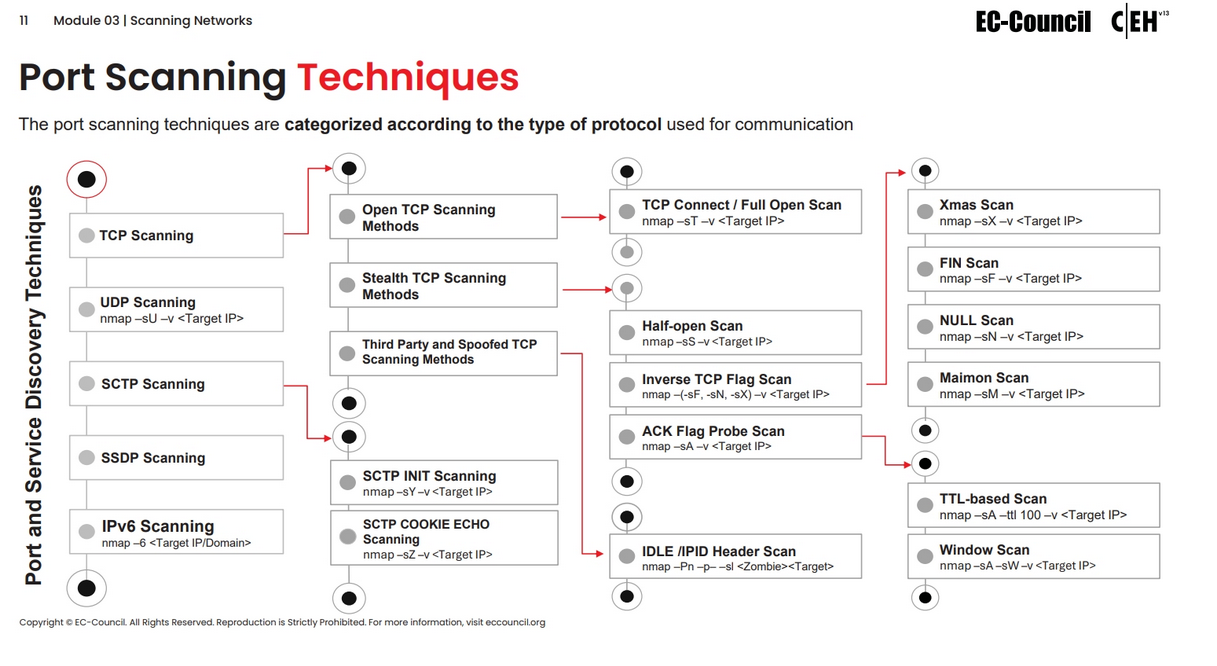 11 Module 03 | Scanning Networks
EC-Council C|EH v13
Port Scanning Techniques
The port scanning techniques are categorized according to the type of protocol used for communication
Port and Service Discovery Techniques
TCP Scanning
UDP Scanning
nmap –sU –v <Target IP>
SCTP Scanning
SSDP Scanning
IPv6 Scanning
nmap –6 <Target IP/Domain>
Open TCP Scanning
Methods
Stealth TCP Scanning
Methods
Third Party and Spoofed TCP
Scanning Methods
SCTP INIT Scanning
nmap –sY –v <Target IP>
SCTP COOKIE ECHO
Scanning
nmap –sZ –v <Target IP>
TCP Connect / Full Open Scan
nmap –sT –v <Target IP>
Half-open Scan
nmap –sS –v <Target IP>
Inverse TCP Flag Scan
nmap –(-sF, -sN, -sX) –v <Target IP>
ACK Flag Probe Scan
nmap –sA –v <Target IP>
IDLE /IPID Header Scan
nmap –Pn –p– –sI <Zombie><Target>
Xmas Scan
nmap –sX –v <Target IP>
FIN Scan
nmap –sF –v <Target IP>
NULL Scan
nmap –sN –v <Target IP>
Maimon Scan
nmap –sM –v <Target IP>
TTL-based Scan
nmap –sA –ttl 100 –v <Target IP>
Window Scan
nmap –sA –sW –v <Target IP>
Copyright © EC-Council. All Rights Reserved. Reproduction is Strictly Prohibited. For more information, visit eccouncil.org